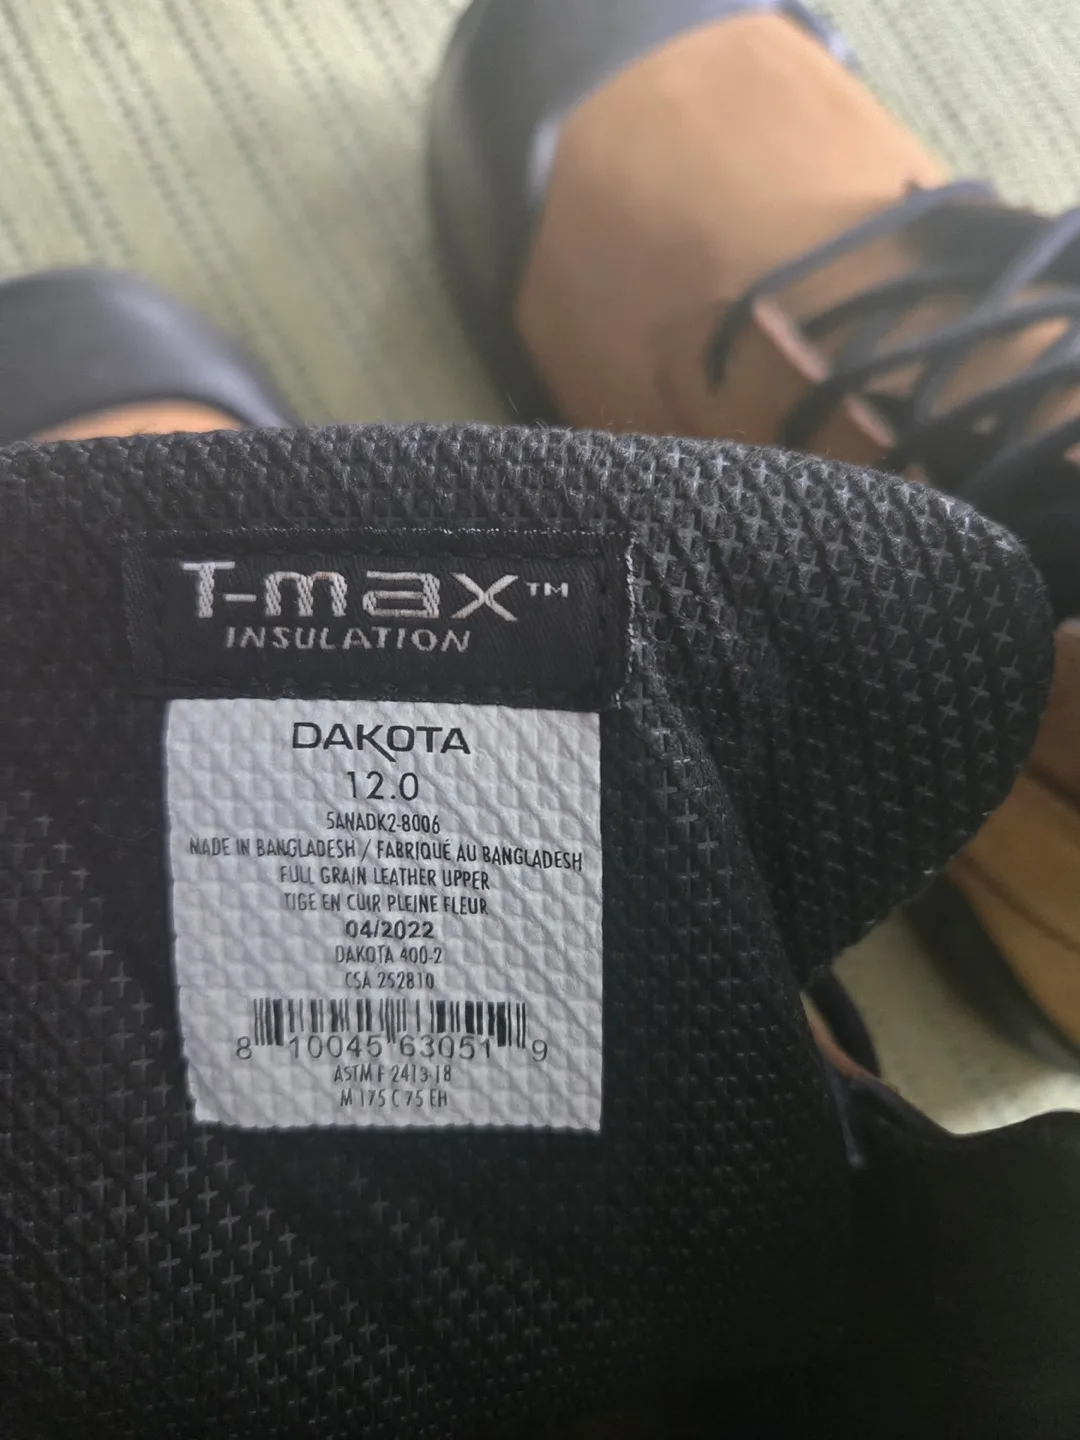 T-max™
INSULATION
DAKOTA
12.0
5ANADK2-8006
MADE IN BANGLADESH / FABRIQUÉ AU BANGLADESH
FULL GRAIN LEATHER UPPER
TIGE EN CUIR PLEINE FLEUR
04/2022
DAKOTA 400-2
CSA 252810
8 10045 63051 9
ASTM F 2413-18
M I 75 C 75 EH